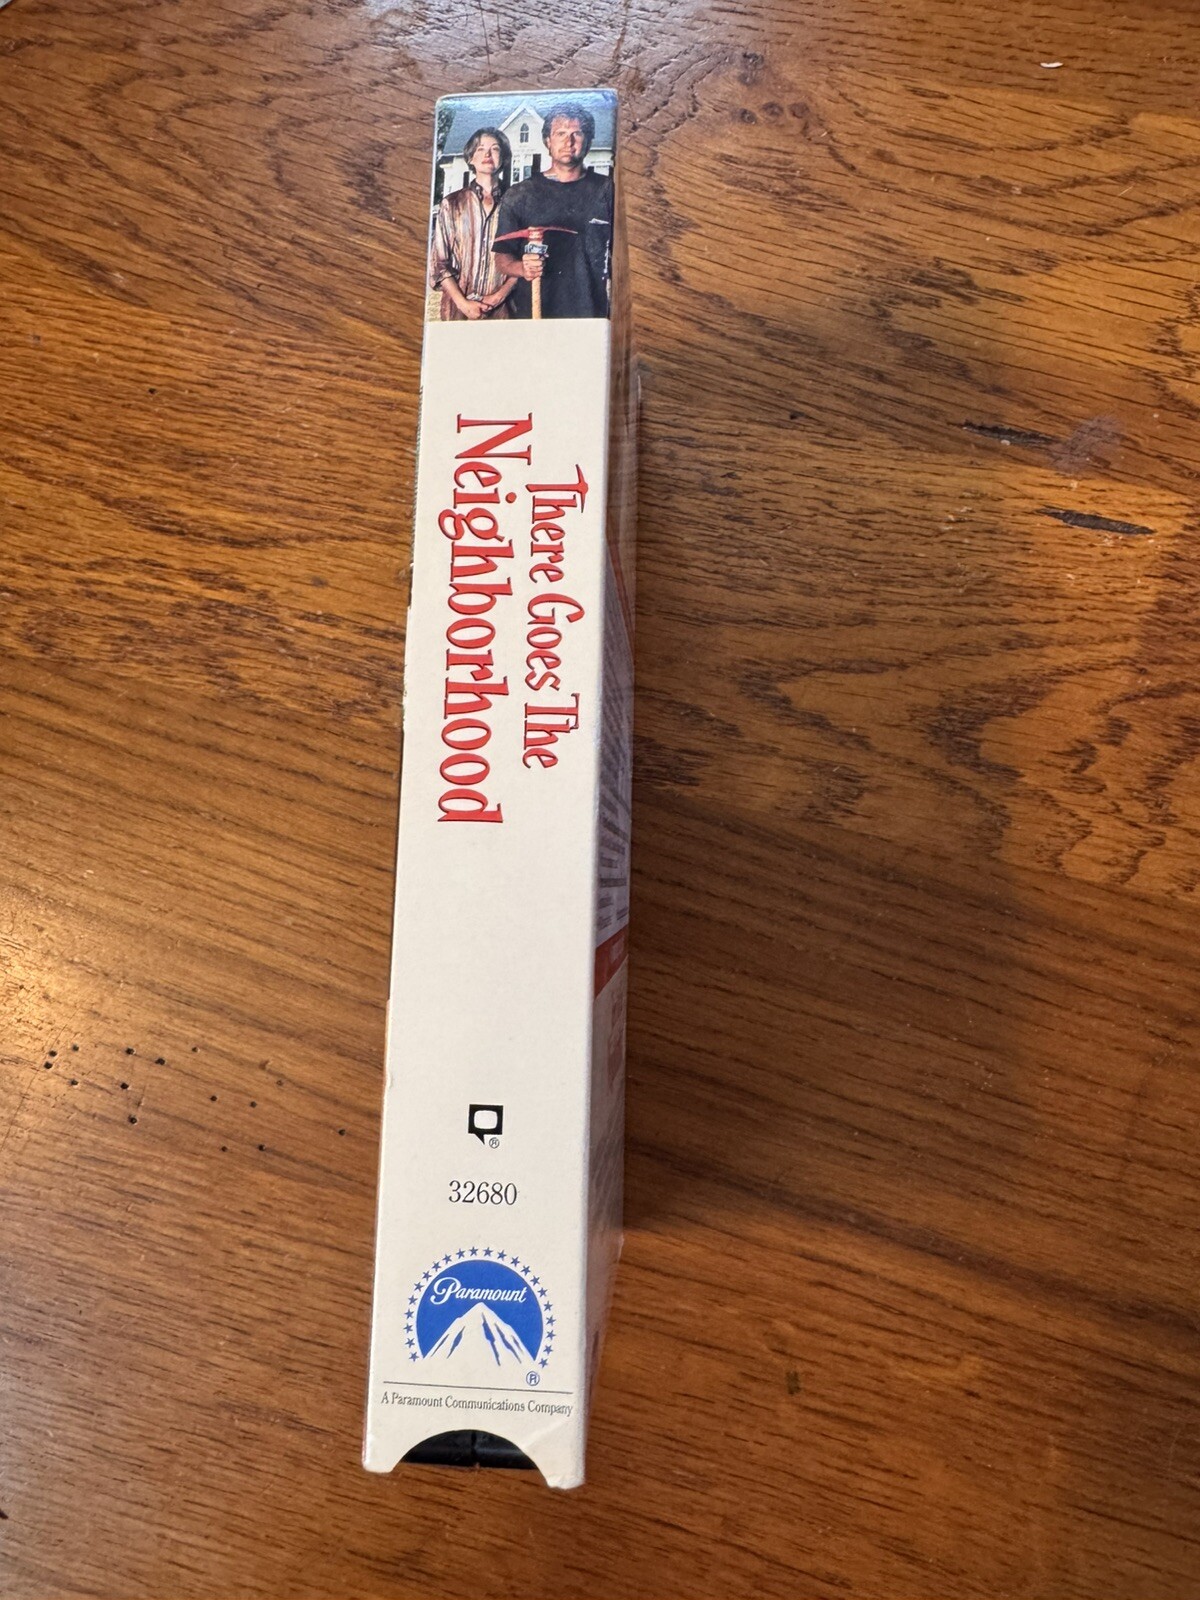 There Goes The
Neighborhood
®
32680
Paramount
®
A Paramount Communications Company